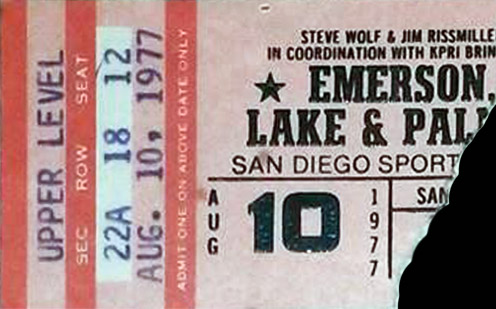 UPPER LEVEL
SEC ROW SEAT
22A 18 12
AUG. 10, 1977
ADMIT ONE ON ABOVE DATE ONLY
STEVE WOLF & JIM RISSMILLE
IN COORDINATION WITH KPRI BRIN
★ EMERSON,
LAKE & PAL
SAN DIEGO SPORT
AUG 10 1977
SAN